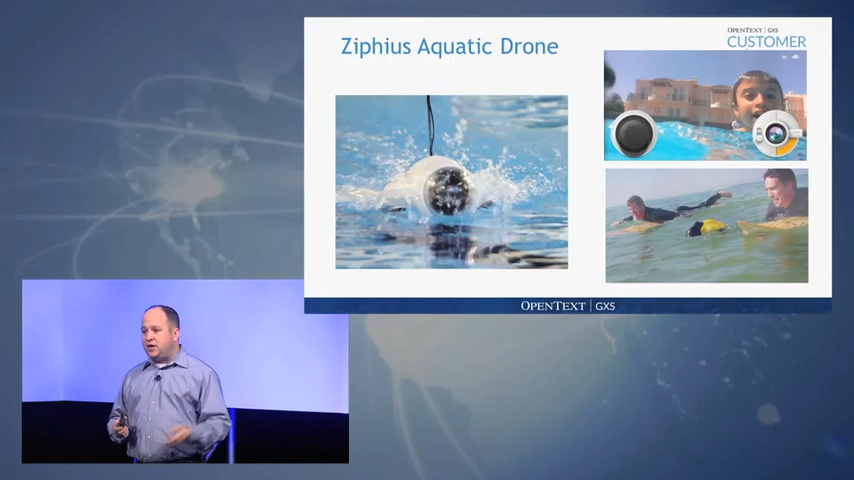 Ziphius Aquatic Drone
OPENTEXT | GXS
CUSTOMER
OPENTEXT | GXS